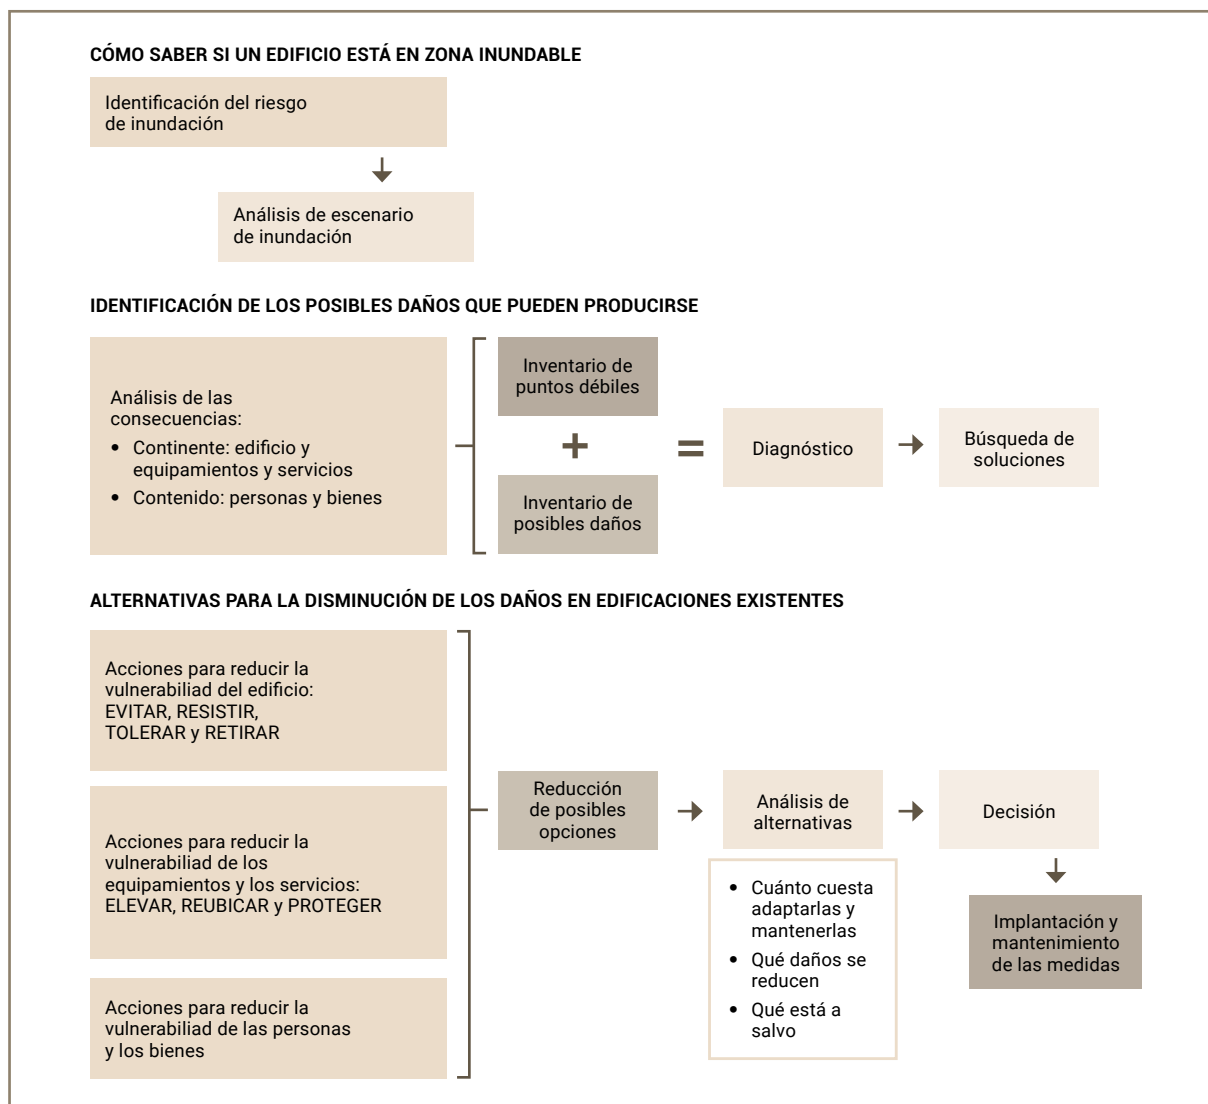 CÓMO SABER SI UN EDIFICIO ESTÁ EN ZONA INUNDABLE
Identificación del riesgo
de inundación
Análisis de escenario
de inundación
IDENTIFICACIÓN DE LOS POSIBLES DAÑOS QUE PUEDEN PRODUCIRSE
Análisis de las
consecuencias:
• Continente: edificio y
equipamientos y servicios
• Contenido: personas y bienes
Inventario de
puntos débiles
+
Inventario de
posibles daños
=
Diagnóstico
Búsqueda de
soluciones
ALTERNATIVAS PARA LA DISMINUCIÓN DE LOS DAÑOS EN EDIFICACIONES EXISTENTES
Acciones para reducir la
vulnerabiliad del edificio:
EVITAR, RESISTIR,
TOLERAR y RETIRAR
Acciones para reducir la
vulnerabiliad de los
equipamientos y los servicios:
ELEVAR, REUBICAR y PROTEGER
Acciones para reducir la
vulnerabiliad de las personas
y los bienes
Reducción
de posibles
opciones
Análisis de
alternativas
• Cuánto cuesta
adaptarlas y
mantenerlas
• Qué daños se
reducen
• Qué está a
salvo
Decisión
Implantación y
mantenimiento
de las medidas